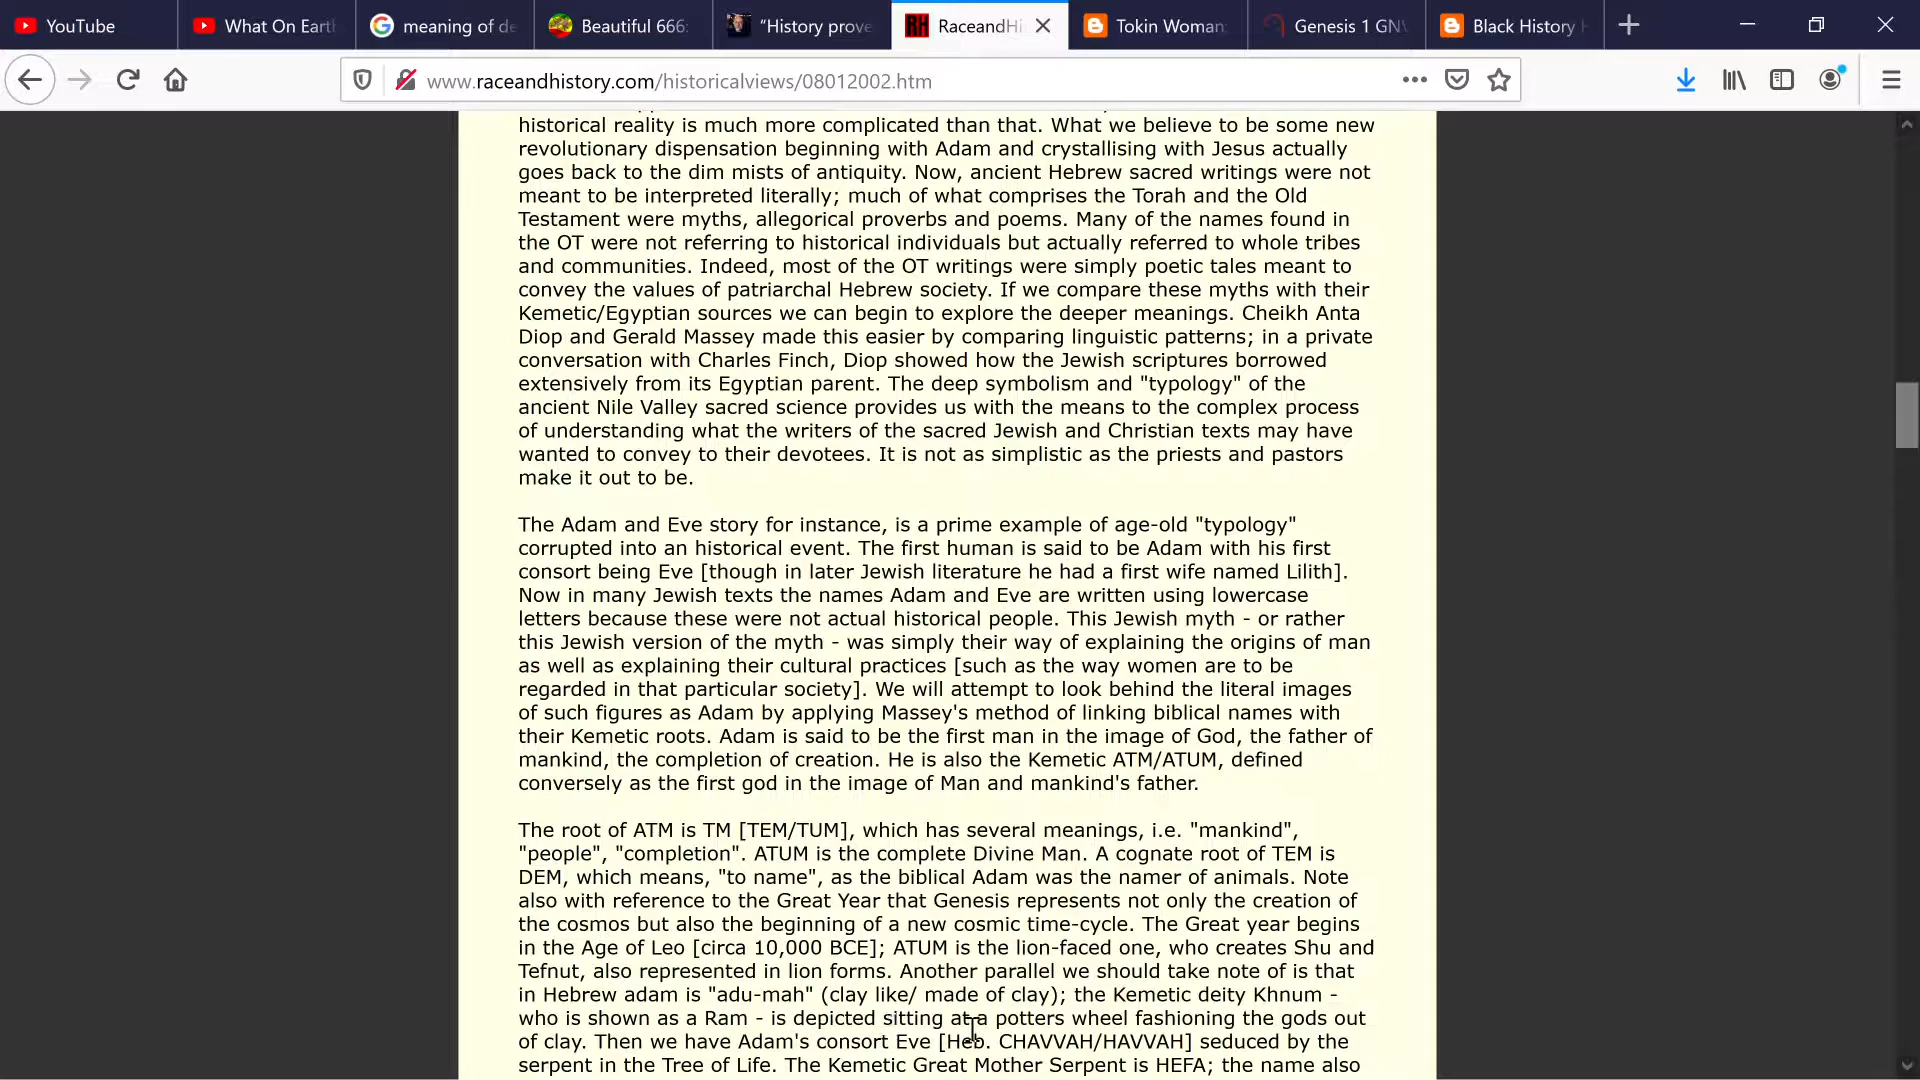 YouTube
What On Earth
meaning of de
Beautiful 666:
"History prove
RaceandHi
Tokin Woman:
Genesis 1 GN
Black History H
www.raceandhistory.com/historicalviews/08012002.htm
historical reality is much more complicated than that. What we believe to be some new
revolutionary dispensation beginning with Adam and crystallising with Jesus actually
goes back to the dim mists of antiquity. Now, ancient Hebrew sacred writings were not
meant to be interpreted literally; much of what comprises the Torah and the Old
Testament were myths, allegorical proverbs and poems. Many of the names found in
the OT were not referring to historical individuals but actually referred to whole tribes
and communities. Indeed, most of the OT writings were simply poetic tales meant to
convey the values of patriarchal Hebrew society. If we compare these myths with their
Kemetic/Egyptian sources we can begin to explore the deeper meanings. Cheikh Anta
Diop and Gerald Massey made this easier by comparing linguistic patterns; in a private
conversation with Charles Finch, Diop showed how the Jewish scriptures borrowed
extensively from its Egyptian parent. The deep symbolism and "typology" of the
ancient Nile Valley sacred science provides us with the means to the complex process
of understanding what the writers of the sacred Jewish and Christian texts may have
wanted to convey to their devotees. It is not as simplistic as the priests and pastors
make it out to be.
The Adam and Eve story for instance, is a prime example of age-old "typology"
corrupted into an historical event. The first human is said to be Adam with his first
consort being Eve [though in later Jewish literature he had a first wife named Lilith].
Now in many Jewish texts the names Adam and Eve are written using lowercase
letters because these were not actual historical people. This Jewish myth - or rather
this Jewish version of the myth - was simply their way of explaining the origins of man
as well as explaining their cultural practices [such as the way women are to be
regarded in that particular society]. We will attempt to look behind the literal images
of such figures as Adam by applying Massey's method of linking biblical names with
their Kemetic roots. Adam is said to be the first man in the image of God, the father of
mankind, the completion of creation. He is also the Kemetic ATM/ATUM, defined
conversely as the first god in the image of Man and mankind's father.
The root of ATM is TM [TEM/TUM], which has several meanings, i.e. "mankind",
"people", "completion". ATUM is the complete Divine Man. A cognate root of TEM is
DEM, which means, "to name", as the biblical Adam was the namer of animals. Note
also with reference to the Great Year that Genesis represents not only the creation of
the cosmos but also the beginning of a new cosmic time-cycle. The Great year begins
in the Age of Leo [circa 10,000 BCE]; ATUM is the lion-faced one, who creates Shu and
Tefnut, also represented in lion forms. Another parallel we should take note of is that
in Hebrew adam is "adu-mah" (clay like/ made of clay); the Kemetic deity Khnum -
who is shown as a Ram - is depicted sitting at a potters wheel fashioning the gods out
of clay. Then we have Adam's consort Eve [Heb. CHAVVAH/HAVVAH] seduced by the
serpent in the Tree of Life. The Kemetic Great Mother Serpent is HEFA; the name also